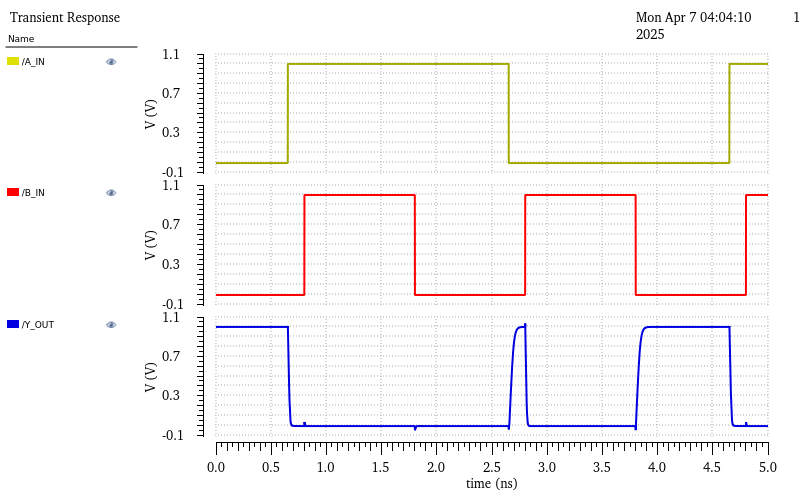 Transient Response
Mon Apr 7 04:04:10 2025
1
Name
/A_IN
1.1
0.7
0.3
-0.1
V (V)
/B_IN
1.1
0.7
0.3
-0.1
V (V)
/Y_OUT
1.1
0.7
0.3
-0.1
V (V)
0.0 0.5 1.0 1.5 2.0 2.5 3.0 3.5 4.0 4.5 5.0
time (ns)